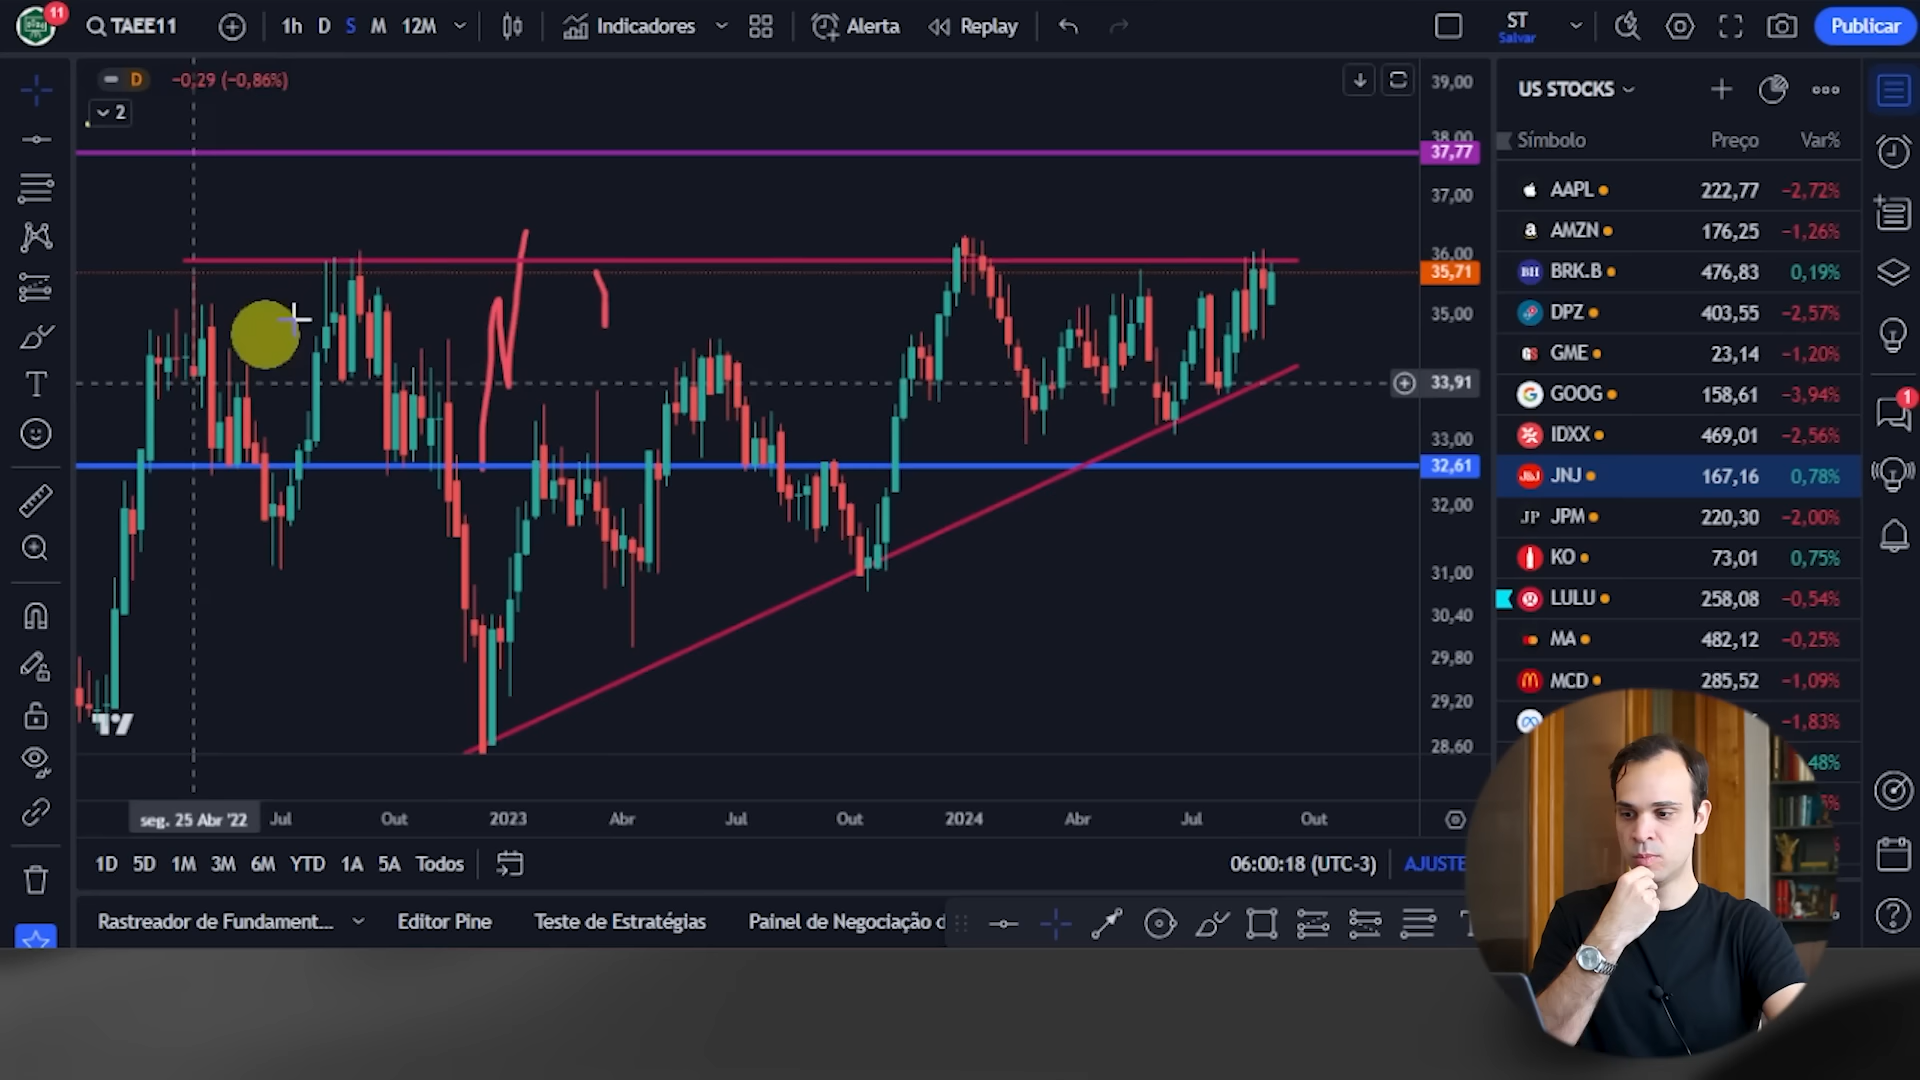 11
TAEE11
1h D S M 12M
Indicadores
Alerta
Replay
ST
Salvar
Publicar
D
−0,29 (−0,86%)
2
39,00
38,00
37,77
37,00
36,00
35,71
35,00
33,91
33,00
32,61
32,00
31,00
30,40
29,80
29,20
28,60
seg. 25 Abr '22 Jul Out 2023 Abr Jul Out 2024 Abr Jul Out
1D 5D 1M 3M 6M YTD 1A 5A Todos
06:00:18 (UTC-3)
AJUSTE
Rastreador de Fundament...
Editor Pine
Teste de Estratégias
Painel de Negociação d
US STOCKS
Símbolo Preço Var%
AAPL 222,77 −2,72%
a AMZN 176,25 −1,26%
BH BRK.B 476,83 0,19%
DPZ 403,55 −2,57%
GS GME 23,14 −1,20%
G GOOG 158,61 −3,94%
IDXX 469,01 −2,56%
J&J JNJ 167,16 0,78%
JP JPM 220,30 −2,00%
KO 73,01 0,75%
LULU 258,08 −0,54%
MA 482,12 −0,25%
MCD 285,52 −1,09%
−1,83%
48%
1